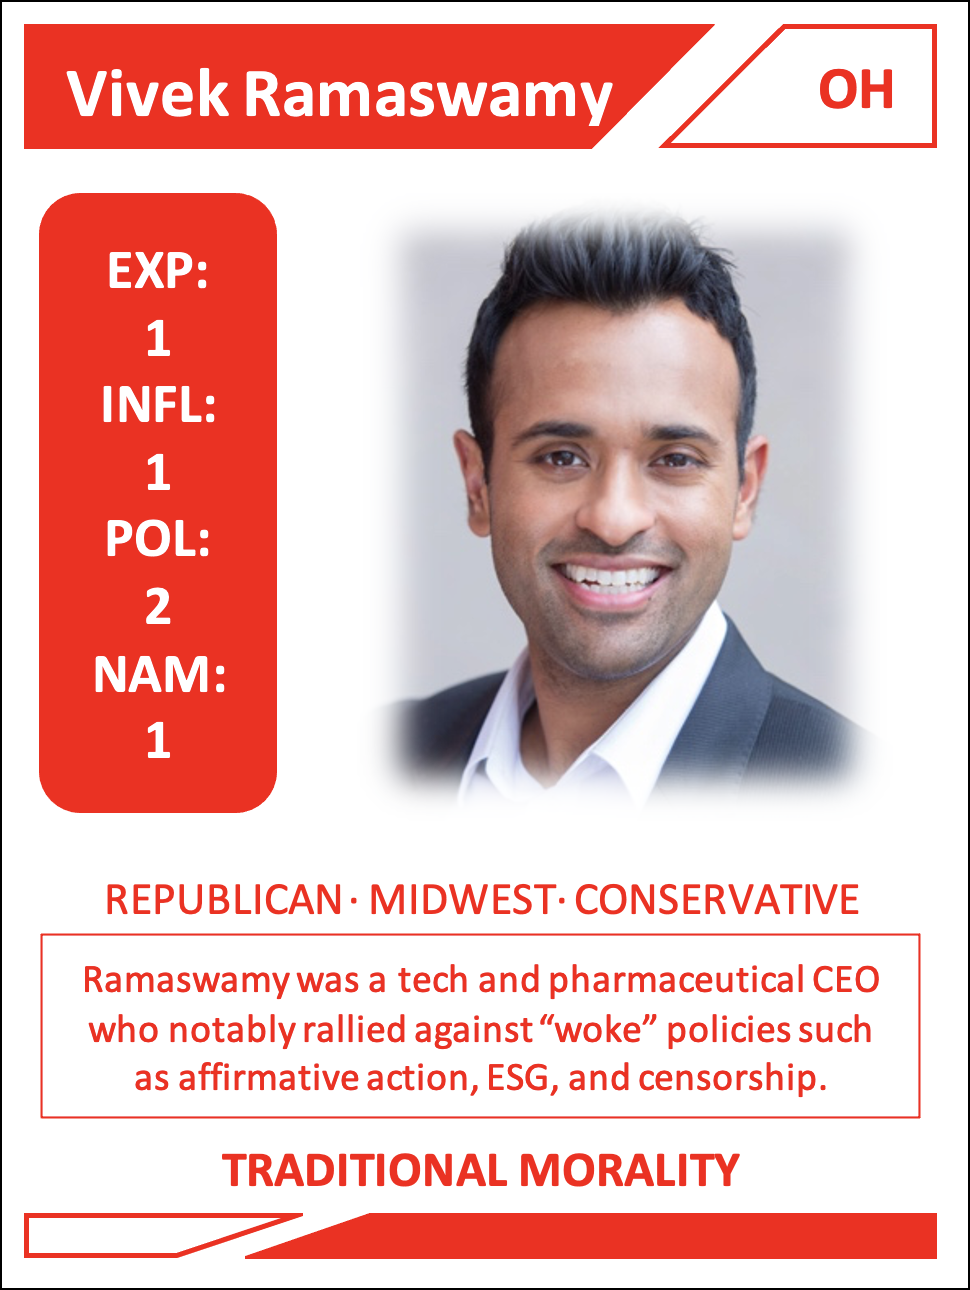 Vivek Ramaswamy
OH
EXP:
1
INFL:
1
POL:
2
NAM:
1
REPUBLICAN · MIDWEST · CONSERVATIVE
Ramaswamy was a tech and pharmaceutical CEO
who notably rallied against “woke” policies such
as affirmative action, ESG, and censorship.
TRADITIONAL MORALITY